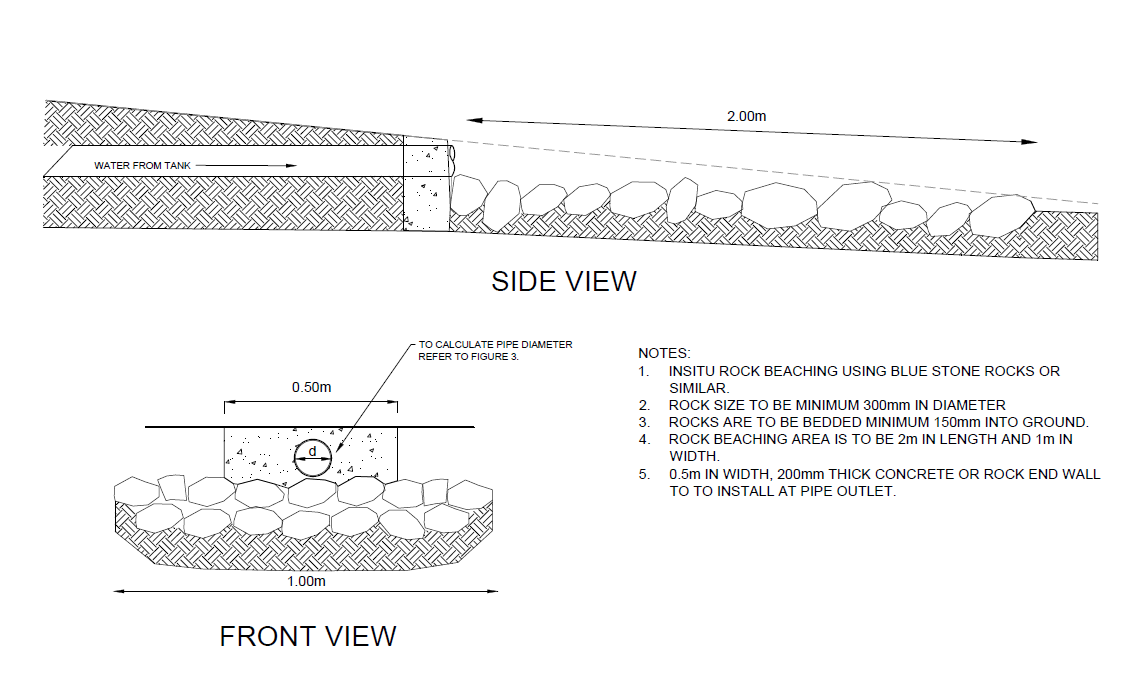 2.00m
WATER FROM TANK
SIDE VIEW
TO CALCULATE PIPE DIAMETER
REFER TO FIGURE 3.
0.50m
d
1.00m
FRONT VIEW
NOTES:
1. INSITU ROCK BEACHING USING BLUE STONE ROCKS OR
SIMILAR.
2. ROCK SIZE TO BE MINIMUM 300mm IN DIAMETER
3. ROCKS ARE TO BE BEDDED MINIMUM 150mm INTO GROUND.
4. ROCK BEACHING AREA IS TO BE 2m IN LENGTH AND 1m IN
WIDTH.
5. 0.5m IN WIDTH, 200mm THICK CONCRETE OR ROCK END WALL
TO TO INSTALL AT PIPE OUTLET.